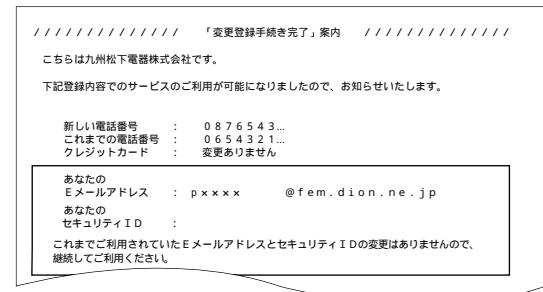 ////////////// 「変更登録手続き完了」案内 //////////////
こちらは九州松下電器株式会社です。
下記登録内容でのサービスのご利用が可能になりましたので、お知らせいたします。
新しい電話番号 : 0876543…
これまでの電話番号 : 0654321…
クレジットカード : 変更ありません
あなたの
Eメールアドレス : p×××× @fem.dion.ne.jp
あなたの
セキュリティID :
これまでご利用されていたEメールアドレスとセキュリティIDの変更はありませんので、
継続してご利用ください。